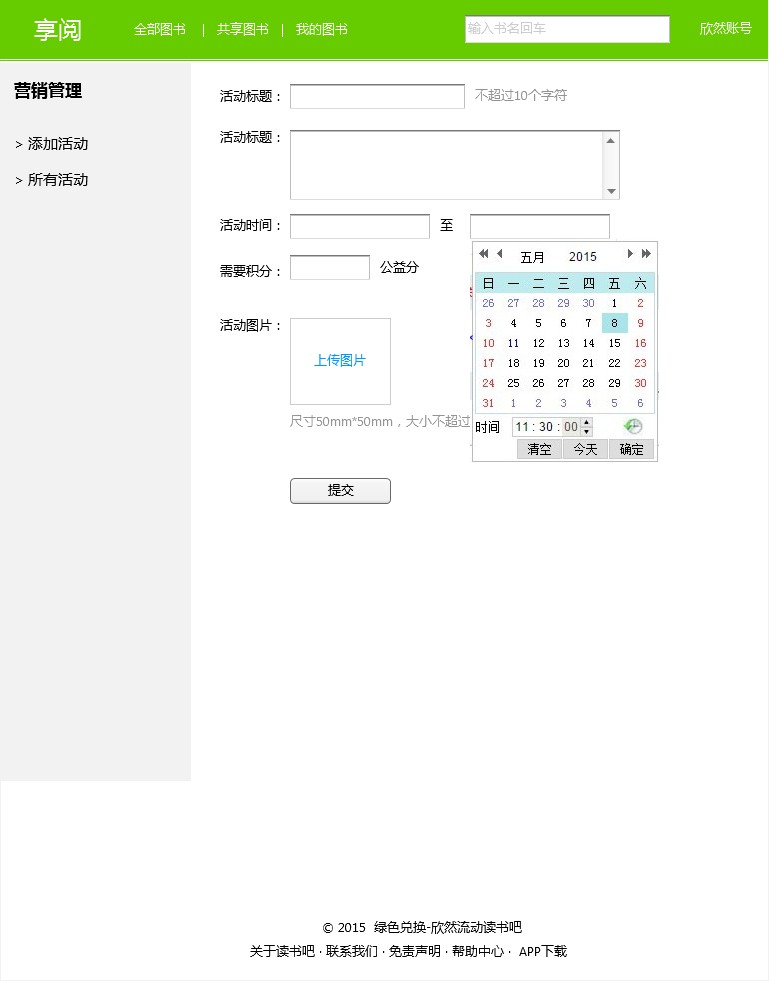 享阅 全部图书 | 共享图书 | 我的图书 输入书名回车 欣然账号
营销管理
> 添加活动
> 所有活动
活动标题： 不超过10个字符
活动标题：
活动时间： 至
需要积分： 公益分
活动图片： 上传图片
尺寸50mm*50mm，大小不超过
五月 2015
日 一 二 三 四 五 六
26 27 28 29 30 1 2
3 4 5 6 7 8 9
10 11 12 13 14 15 16
17 18 19 20 21 22 23
24 25 26 27 28 29 30
31 1 2 3 4 5 6
时间 11 : 30 : 00
清空 今天 确定
提交
© 2015 绿色兑换-欣然流动读书吧
关于读书吧 · 联系我们 · 免责声明 · 帮助中心 · APP下载